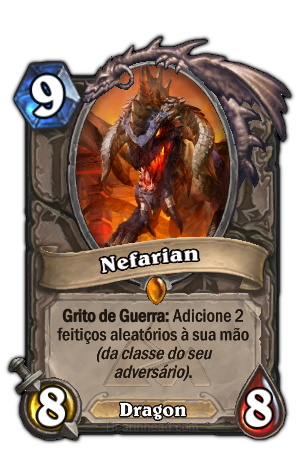 9
Nefarian
Grito de Guerra: Adicione 2
feitiços aleatórios à sua mão
(da classe do seu
adversário).
8
Dragon
8